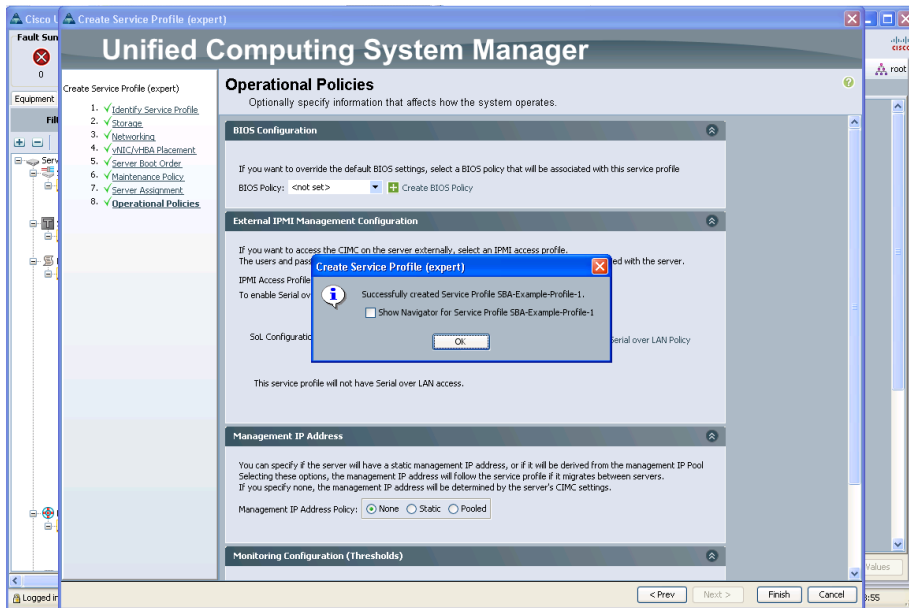 Cisco U
Create Service Profile (expert)
Fault Sun
0
Unified Computing System Manager
cisco
root
Equipment
Filt
Serv
Create Service Profile (expert)
1. Identify Service Profile
2. Storage
3. Networking
4. vNIC/vHBA Placement
5. Server Boot Order
6. Maintenance Policy
7. Server Assignment
8. Operational Policies
Operational Policies
Optionally specify information that affects how the system operates.
BIOS Configuration
If you want to override the default BIOS settings, select a BIOS policy that will be associated with this service profile
BIOS Policy: <not set> Create BIOS Policy
External IPMI Management Configuration
If you want to access the CIMC on the server externally, select an IPMI access profile.
The users and pass ed with the server.
IPMI Access Profile
To enable Serial ov
SoL Configuratio Serial over LAN Policy
Create Service Profile (expert)
Successfully created Service Profile SBA-Example-Profile-1.
Show Navigator for Service Profile SBA-Example-Profile-1
OK
This service profile will not have Serial over LAN access.
Management IP Address
You can specify if the server will have a static management IP address, or if it will be derived from the management IP Pool
Selecting these options, the management IP address will follow the service profile if it migrates between servers.
If you specify none, the management IP address will be determined by the server's CIMC settings.
Management IP Address Policy: None Static Pooled
Monitoring Configuration (Thresholds)
Values
< Prev Next > Finish Cancel
Logged in
:55